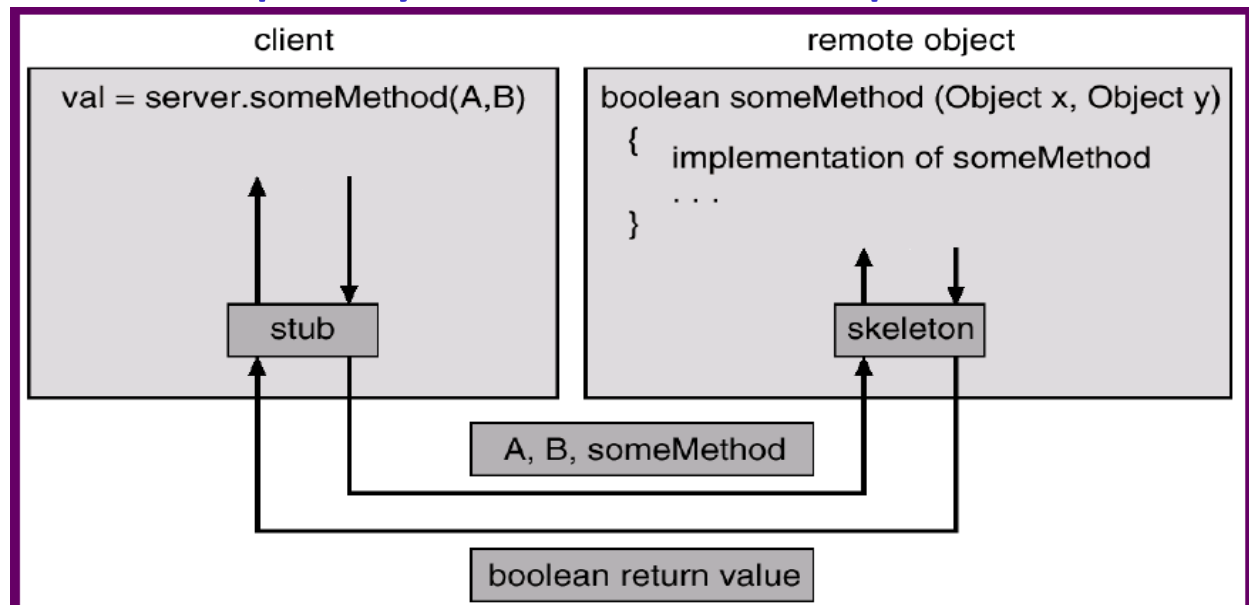 client
remote object
val = server.someMethod(A,B)
boolean someMethod (Object x, Object y)
{
implementation of someMethod
. . .
}
stub
skeleton
A, B, someMethod
boolean return value